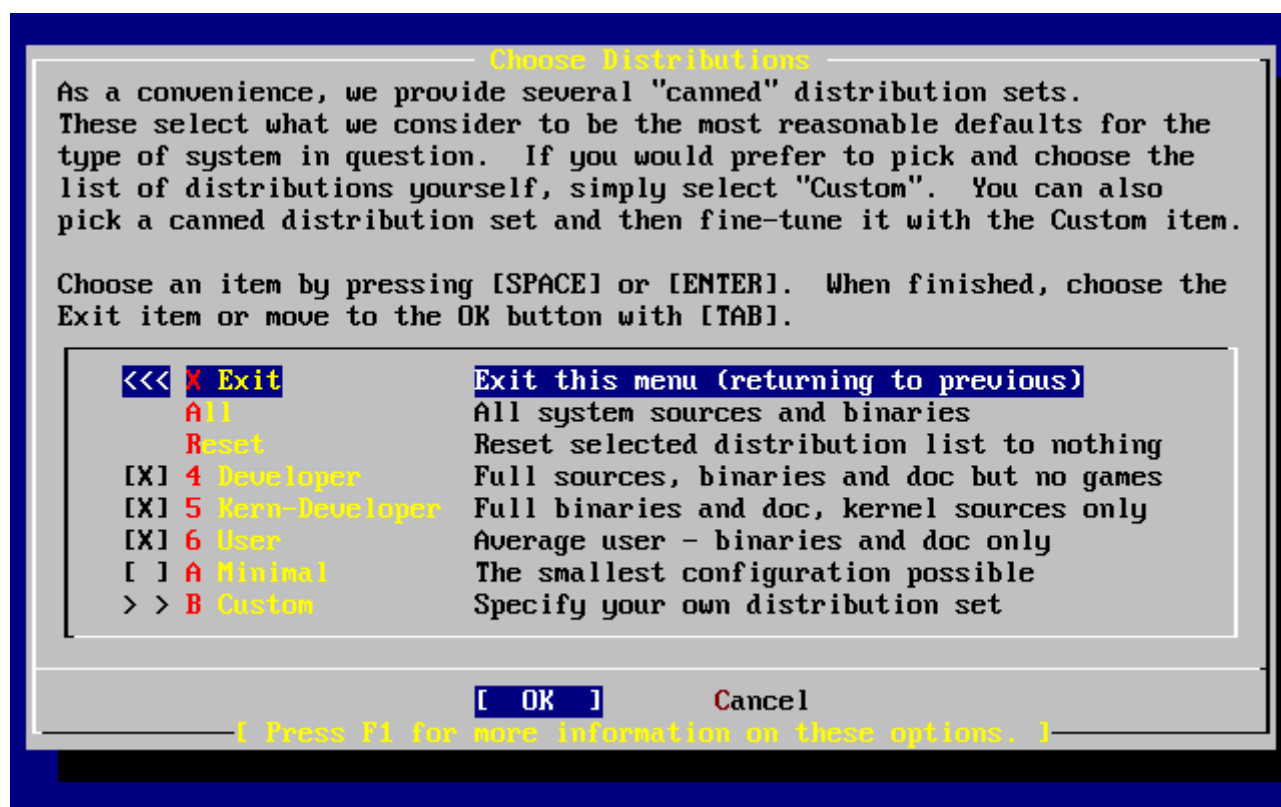 Choose Distributions
As a convenience, we provide several "canned" distribution sets.
These select what we consider to be the most reasonable defaults for the
type of system in question.  If you would prefer to pick and choose the
list of distributions yourself, simply select "Custom".  You can also
pick a canned distribution set and then fine-tune it with the Custom item.
Choose an item by pressing [SPACE] or [ENTER].  When finished, choose the
Exit item or move to the OK button with [TAB].
<<< X Exit Exit this menu (returning to previous)
All All system sources and binaries
Reset Reset selected distribution list to nothing
[X] 4 Developer Full sources, binaries and doc but no games
[X] 5 Kern-Developer Full binaries and doc, kernel sources only
[X] 6 User Average user - binaries and doc only
[ ] A Minimal The smallest configuration possible
> > B Custom Specify your own distribution set
[ OK ] Cancel
[ Press F1 for more information on these options. ]